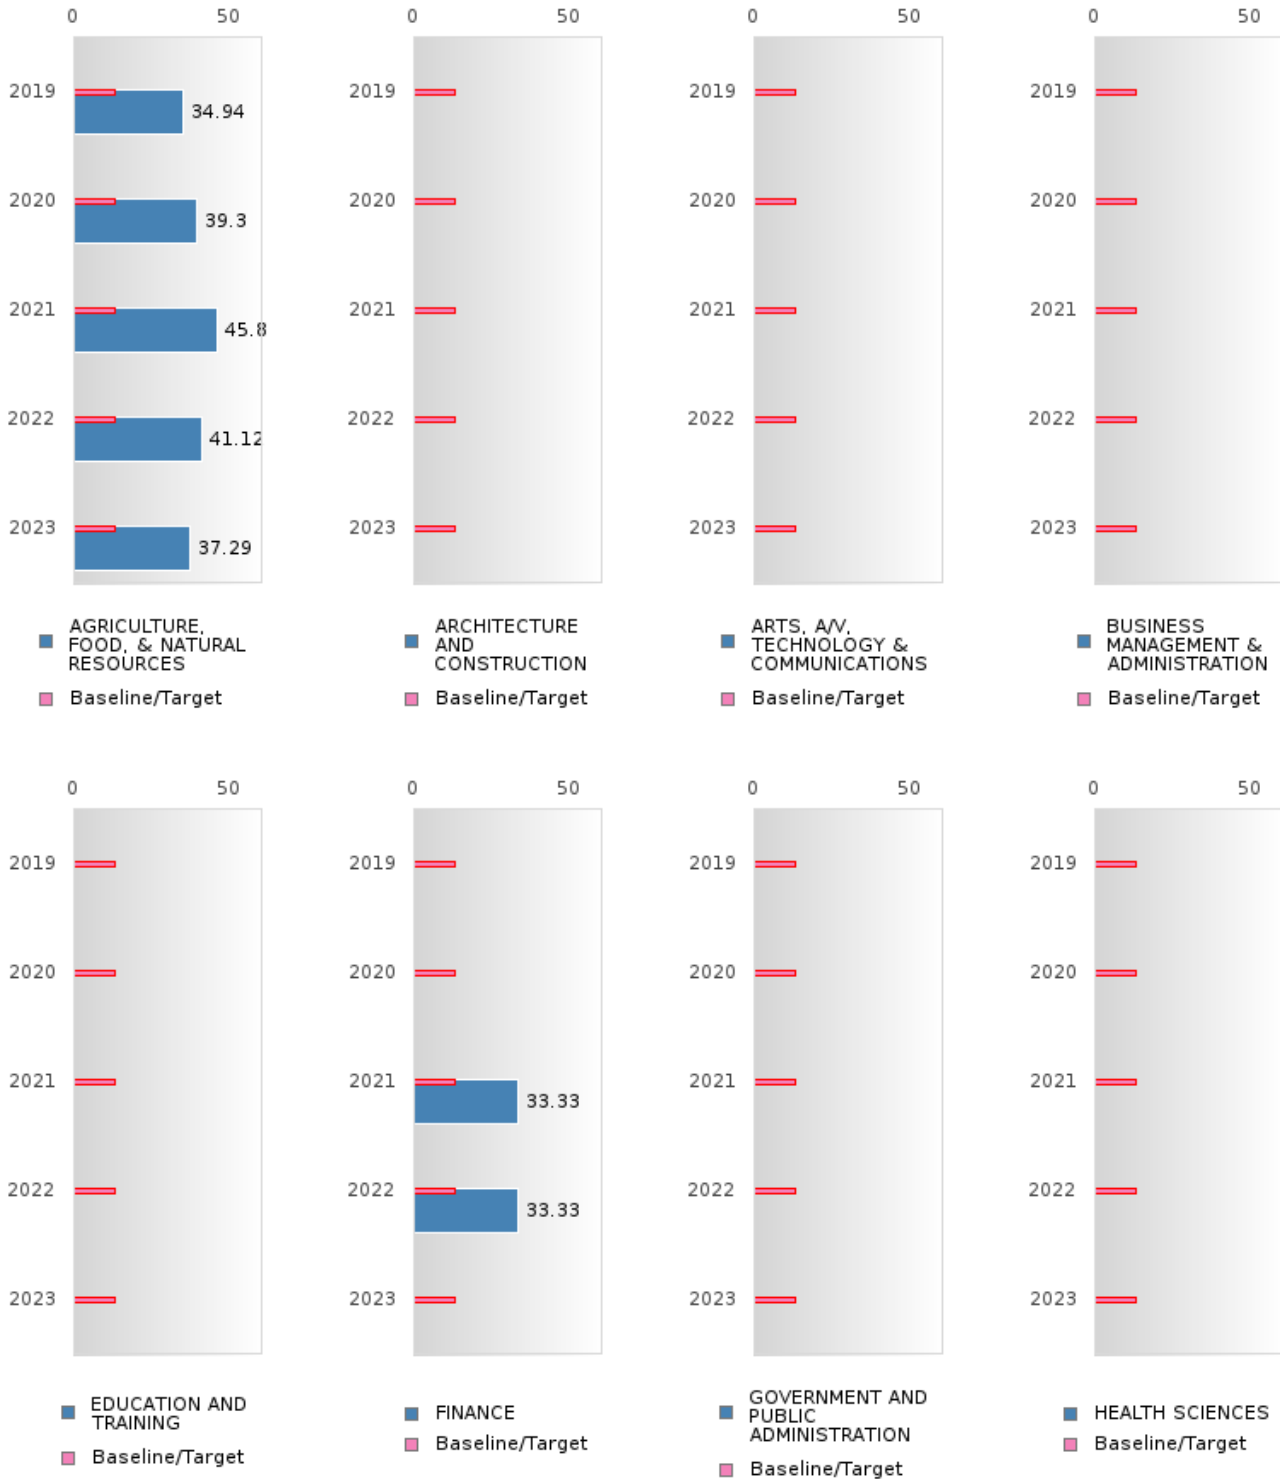 0 50 0 50 0 50 0 50
2019 34.94 2019 2019 2019
2020 39.3 2020 2020 2020
2021 45.8 2021 2021 2021
2022 41.12 2022 2022 2022
2023 37.29 2023 2023 2023
AGRICULTURE,
FOOD, & NATURAL
RESOURCES
Baseline/Target
ARCHITECTURE
AND
CONSTRUCTION
Baseline/Target
ARTS, A/V,
TECHNOLOGY &
COMMUNICATIONS
Baseline/Target
BUSINESS
MANAGEMENT &
ADMINISTRATION
Baseline/Target
0 50 0 50 0 50 0 50
2019 2019 2019 2019
2020 2020 2020 2020
2021 2021 33.33 2021 2021
2022 2022 33.33 2022 2022
2023 2023 2023 2023
EDUCATION AND
TRAINING
Baseline/Target
FINANCE
Baseline/Target
GOVERNMENT AND
PUBLIC
ADMINISTRATION
Baseline/Target
HEALTH SCIENCES
Baseline/Target